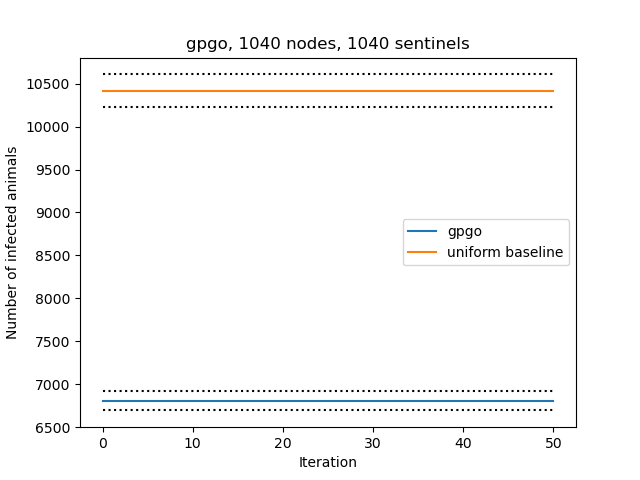 gpgo, 1040 nodes, 1040 sentinels
10500
10000
9500
9000
8500
8000
7500
7000
6500
Number of infected animals
gpgo
uniform baseline
0 10 20 30 40 50
Iteration